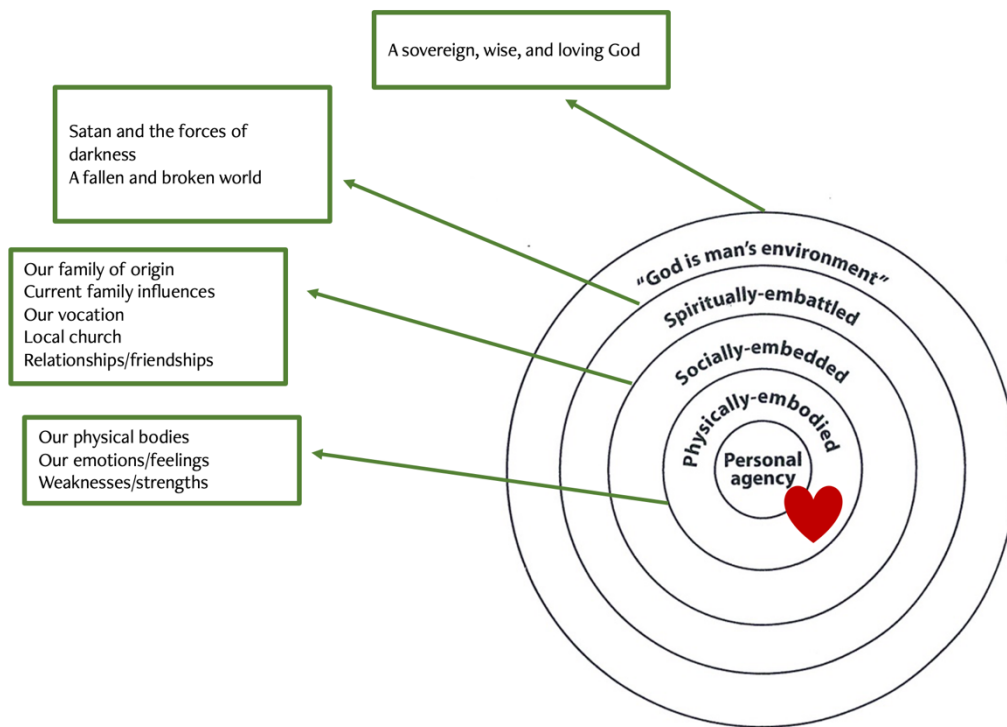 A sovereign, wise, and loving God
Satan and the forces of
darkness
A fallen and broken world
Our family of origin
Current family influences
Our vocation
Local church
Relationships/friendships
Our physical bodies
Our emotions/feelings
Weaknesses/strengths
“God is man’s environment”
Spiritually-embattled
Socially-embedded
Physically-embodied
Personal
agency